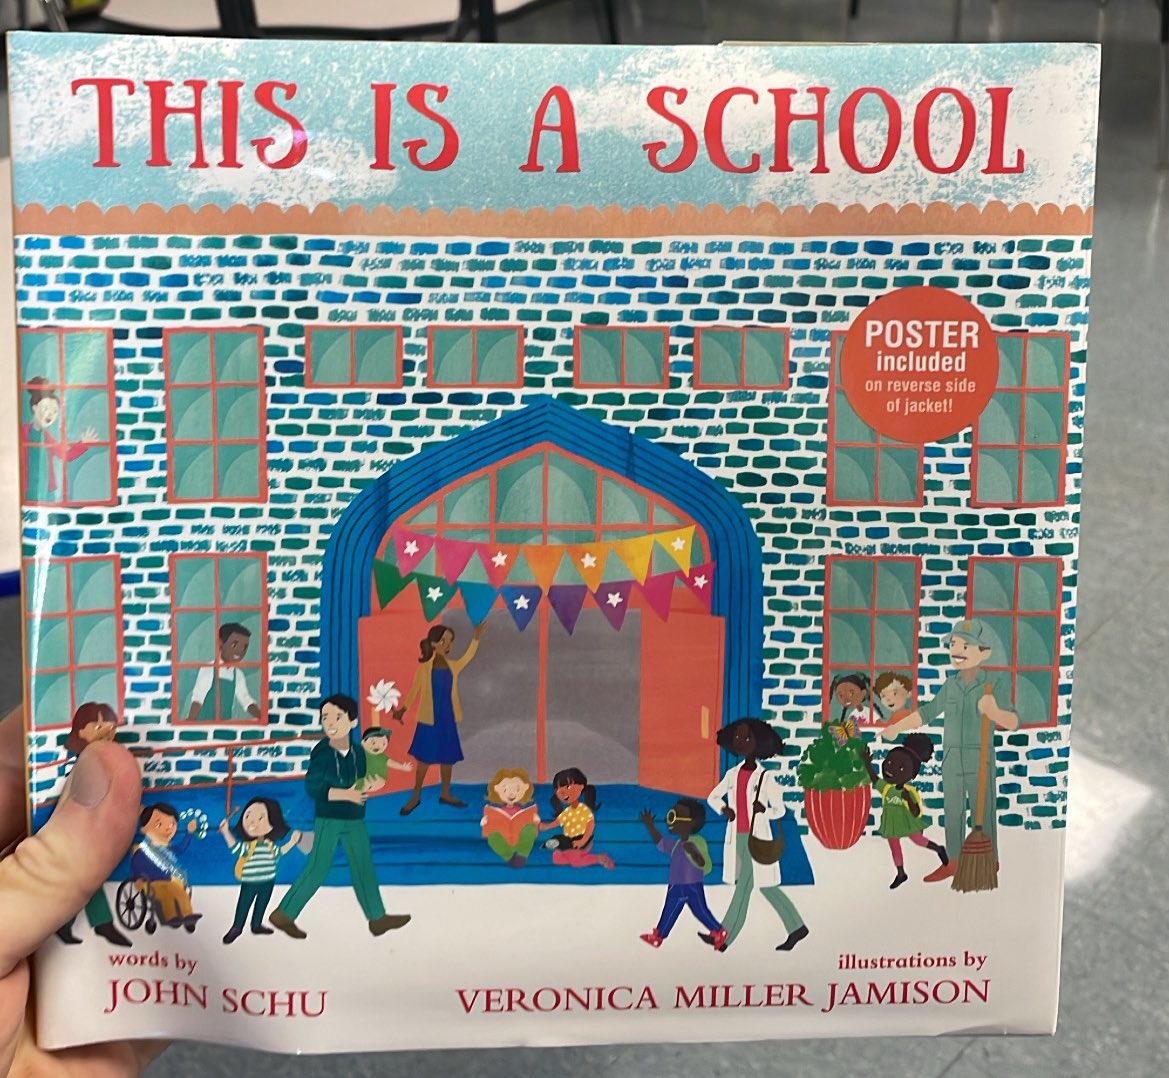 THIS IS A SCHOOL
POSTER
included
on reverse side
of jacket!
words by
JOHN SCHU
illustrations by
VERONICA MILLER JAMISON